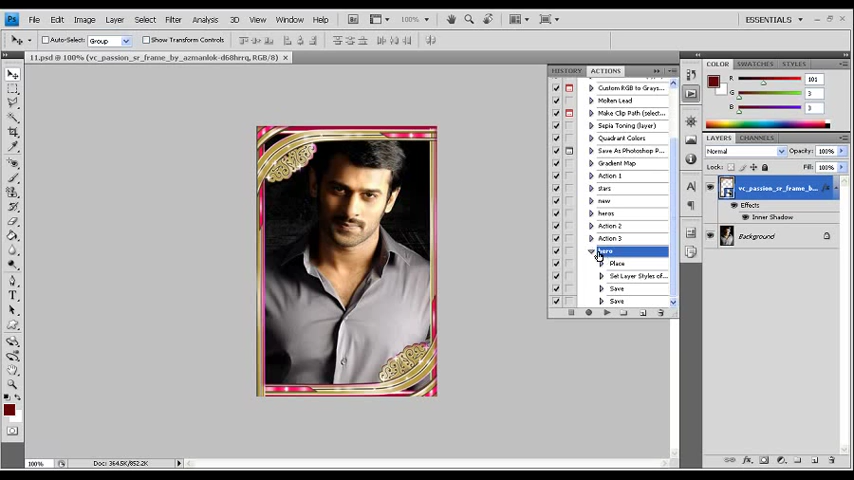 Ps File Edit Image Layer Select Filter Analysis 3D View Window Help Br 100% ESSENTIALS
Auto-Select: Group Show Transform Controls
11.psd @ 100% (vc_passion_sr_frame_by_azmanlok-d68hrrq, RGB/8)
HISTORY ACTIONS
Custom RGB to Grays...
Molten Lead
Make Clip Path (select...
Sepia Toning (layer)
Quadrant Colors
Save As Photoshop P...
Gradient Map
Action 1
stars
new
heros
Action 2
Action 3
hero
Place
Set Layer Styles of...
Save
Save
COLOR SWATCHES STYLES
R 101
G 3
B 3
LAYERS CHANNELS
Normal Opacity: 100%
Lock: Fill: 100%
vc_passion_sr_frame_b...
Effects
Inner Shadow
Background
100% Doc: 364.5K/852.2K